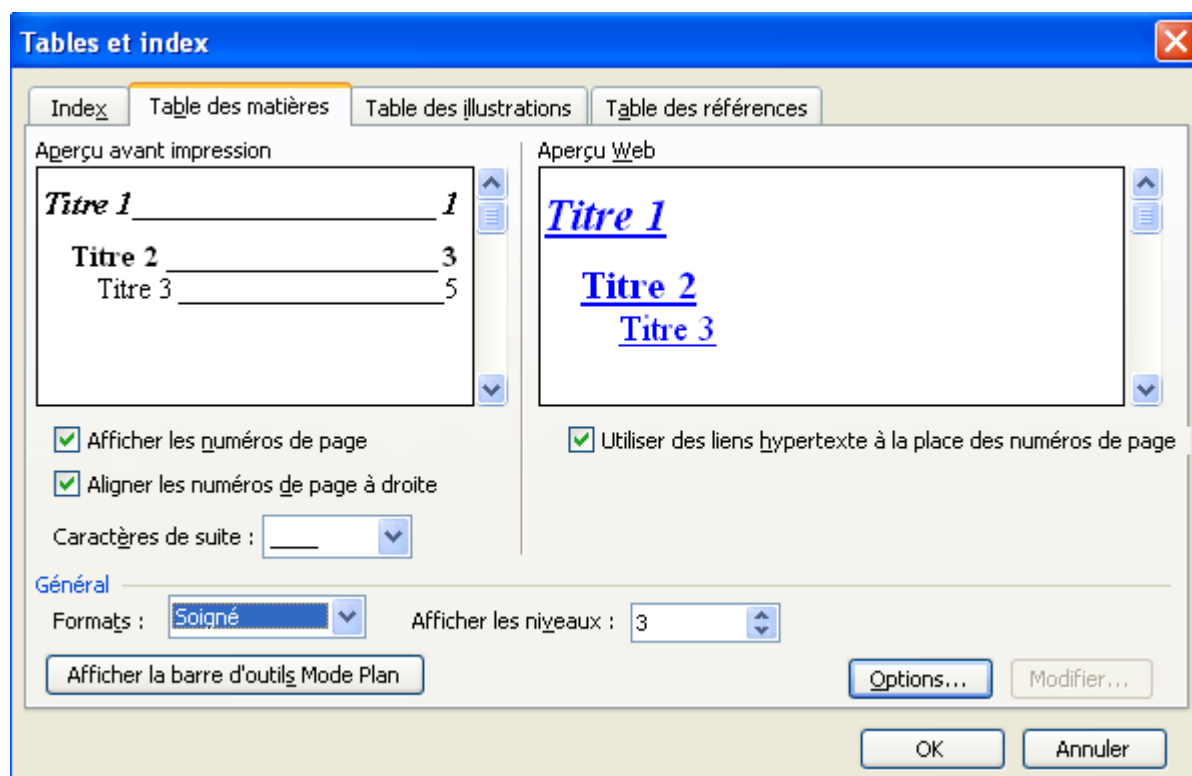 Tables et index
Index
Table des matières
Table des illustrations
Table des références
Aperçu avant impression
Titre 1 1
Titre 2 3
Titre 3 5
Aperçu Web
Titre 1
Titre 2
Titre 3
Afficher les numéros de page
Aligner les numéros de page à droite
Caractères de suite : ____
Utiliser des liens hypertexte à la place des numéros de page
Général
Formats : Soigné
Afficher les niveaux : 3
Afficher la barre d'outils Mode Plan
Options...
Modifier...
OK
Annuler